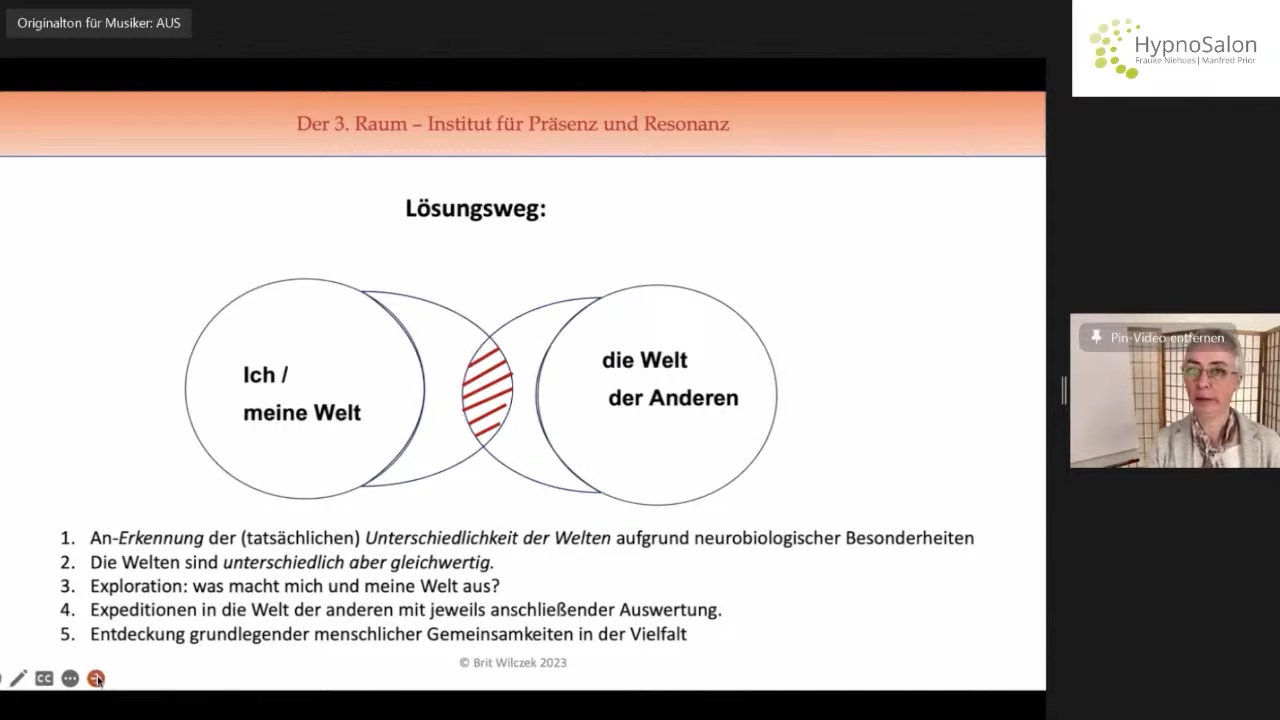 Originalton für Musiker: AUS
HypnoSalon
Frauke Niehues | Manfred Prior
Der 3. Raum – Institut für Präsenz und Resonanz
Lösungsweg:
Ich /
meine Welt
die Welt
der Anderen
Pin-Video entfernen
1. An-Erkennung der (tatsächlichen) Unterschiedlichkeit der Welten aufgrund neurobiologischer Besonderheiten
2. Die Welten sind unterschiedlich aber gleichwertig.
3. Exploration: was macht mich und meine Welt aus?
4. Expeditionen in die Welt der anderen mit jeweils anschließender Auswertung.
5. Entdeckung grundlegender menschlicher Gemeinsamkeiten in der Vielfalt
© Brit Wilczek 2023
CC